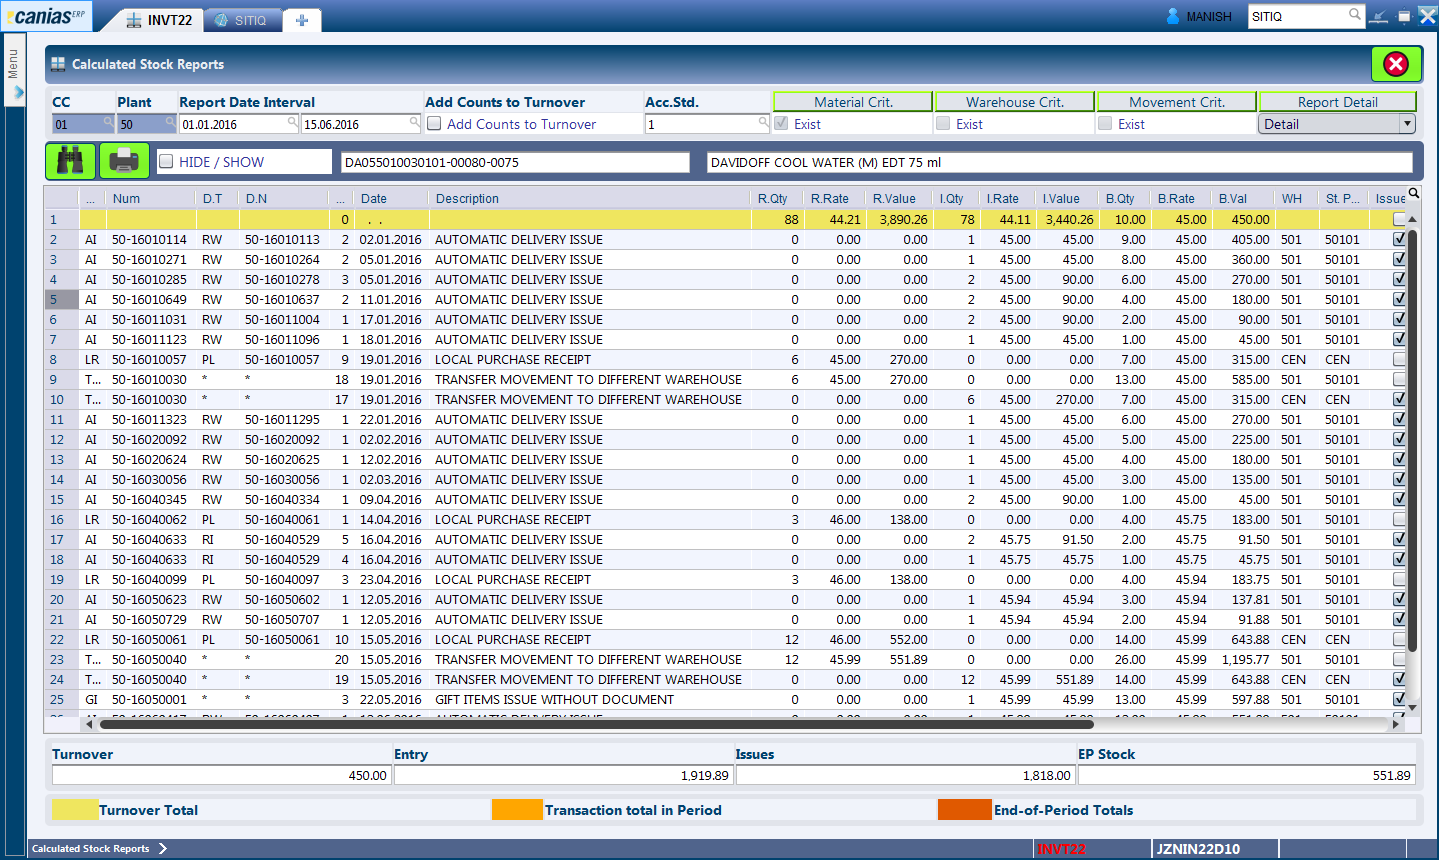 canias ERP INVT22 SITIQ MANISH SITIQ
Menu
Calculated Stock Reports
CC Plant Report Date Interval Add Counts to Turnover Acc.Std. Material Crit. Warehouse Crit. Movement Crit. Report Detail
01 50 01.01.2016 15.06.2016 Add Counts to Turnover 1 Exist Exist Exist Detail
HIDE / SHOW DA055010030101-00080-0075 DAVIDOFF COOL WATER (M) EDT 75 ml
... Num D.T D.N ... Date Description R.Qty R.Rate R.Value I.Qty I.Rate I.Value B.Qty B.Rate B.Val WH St. P... Issue
1 0 . . 88 44.21 3,890.26 78 44.11 3,440.26 10.00 45.00 450.00
2 AI 50-16010114 RW 50-16010113 2 02.01.2016 AUTOMATIC DELIVERY ISSUE 0 0.00 0.00 1 45.00 45.00 9.00 45.00 405.00 501 50101
3 AI 50-16010271 RW 50-16010264 2 05.01.2016 AUTOMATIC DELIVERY ISSUE 0 0.00 0.00 1 45.00 45.00 8.00 45.00 360.00 501 50101
4 AI 50-16010285 RW 50-16010278 3 05.01.2016 AUTOMATIC DELIVERY ISSUE 0 0.00 0.00 2 45.00 90.00 6.00 45.00 270.00 501 50101
5 AI 50-16010649 RW 50-16010637 2 11.01.2016 AUTOMATIC DELIVERY ISSUE 0 0.00 0.00 2 45.00 90.00 4.00 45.00 180.00 501 50101
6 AI 50-16011031 RW 50-16011004 1 17.01.2016 AUTOMATIC DELIVERY ISSUE 0 0.00 0.00 2 45.00 90.00 2.00 45.00 90.00 501 50101
7 AI 50-16011123 RW 50-16011096 1 18.01.2016 AUTOMATIC DELIVERY ISSUE 0 0.00 0.00 1 45.00 45.00 1.00 45.00 45.00 501 50101
8 LR 50-16010057 PL 50-16010057 9 19.01.2016 LOCAL PURCHASE RECEIPT 6 45.00 270.00 0 0.00 0.00 7.00 45.00 315.00 CEN CEN
9 T... 50-16010030 * * 18 19.01.2016 TRANSFER MOVEMENT TO DIFFERENT WAREHOUSE 6 45.00 270.00 0 0.00 0.00 13.00 45.00 585.00 501 50101
10 T... 50-16010030 * * 17 19.01.2016 TRANSFER MOVEMENT TO DIFFERENT WAREHOUSE 0 0.00 0.00 6 45.00 270.00 7.00 45.00 315.00 CEN CEN
11 AI 50-16011323 RW 50-16011295 1 22.01.2016 AUTOMATIC DELIVERY ISSUE 0 0.00 0.00 1 45.00 45.00 6.00 45.00 270.00 501 50101
12 AI 50-16020092 RW 50-16020092 1 02.02.2016 AUTOMATIC DELIVERY ISSUE 0 0.00 0.00 1 45.00 45.00 5.00 45.00 225.00 501 50101
13 AI 50-16020624 RW 50-16020625 1 12.02.2016 AUTOMATIC DELIVERY ISSUE 0 0.00 0.00 1 45.00 45.00 4.00 45.00 180.00 501 50101
14 AI 50-16030056 RW 50-16030056 1 02.03.2016 AUTOMATIC DELIVERY ISSUE 0 0.00 0.00 1 45.00 45.00 3.00 45.00 135.00 501 50101
15 AI 50-16040345 RW 50-16040334 1 09.04.2016 AUTOMATIC DELIVERY ISSUE 0 0.00 0.00 2 45.00 90.00 1.00 45.00 45.00 501 50101
16 LR 50-16040062 PL 50-16040061 1 14.04.2016 LOCAL PURCHASE RECEIPT 3 46.00 138.00 0 0.00 0.00 4.00 45.75 183.00 501 50101
17 AI 50-16040633 RI 50-16040529 5 16.04.2016 AUTOMATIC DELIVERY ISSUE 0 0.00 0.00 2 45.75 91.50 2.00 45.75 91.50 501 50101
18 AI 50-16040633 RI 50-16040529 4 16.04.2016 AUTOMATIC DELIVERY ISSUE 0 0.00 0.00 1 45.75 45.75 1.00 45.75 45.75 501 50101
19 LR 50-16040099 PL 50-16040097 3 23.04.2016 LOCAL PURCHASE RECEIPT 3 46.00 138.00 0 0.00 0.00 4.00 45.94 183.75 501 50101
20 AI 50-16050623 RW 50-16050602 1 12.05.2016 AUTOMATIC DELIVERY ISSUE 0 0.00 0.00 1 45.94 45.94 3.00 45.94 137.81 501 50101
21 AI 50-16050729 RW 50-16050707 1 12.05.2016 AUTOMATIC DELIVERY ISSUE 0 0.00 0.00 1 45.94 45.94 2.00 45.94 91.88 501 50101
22 LR 50-16050061 PL 50-16050061 10 15.05.2016 LOCAL PURCHASE RECEIPT 12 46.00 552.00 0 0.00 0.00 14.00 45.99 643.88 CEN CEN
23 T... 50-16050040 * * 20 15.05.2016 TRANSFER MOVEMENT TO DIFFERENT WAREHOUSE 12 45.99 551.89 0 0.00 0.00 26.00 45.99 1,195.77 501 50101
24 T... 50-16050040 * * 19 15.05.2016 TRANSFER MOVEMENT TO DIFFERENT WAREHOUSE 0 0.00 0.00 12 45.99 551.89 14.00 45.99 643.88 CEN CEN
25 GI 50-16050001 * * 3 22.05.2016 GIFT ITEMS ISSUE WITHOUT DOCUMENT 0 0.00 0.00 1 45.99 45.99 13.00 45.99 597.88 501 50101
Turnover Entry Issues EP Stock
450.00 1,919.89 1,818.00 551.89
Turnover Total Transaction total in Period End-of-Period Totals
Calculated Stock Reports INVT22 JZNIN22D10